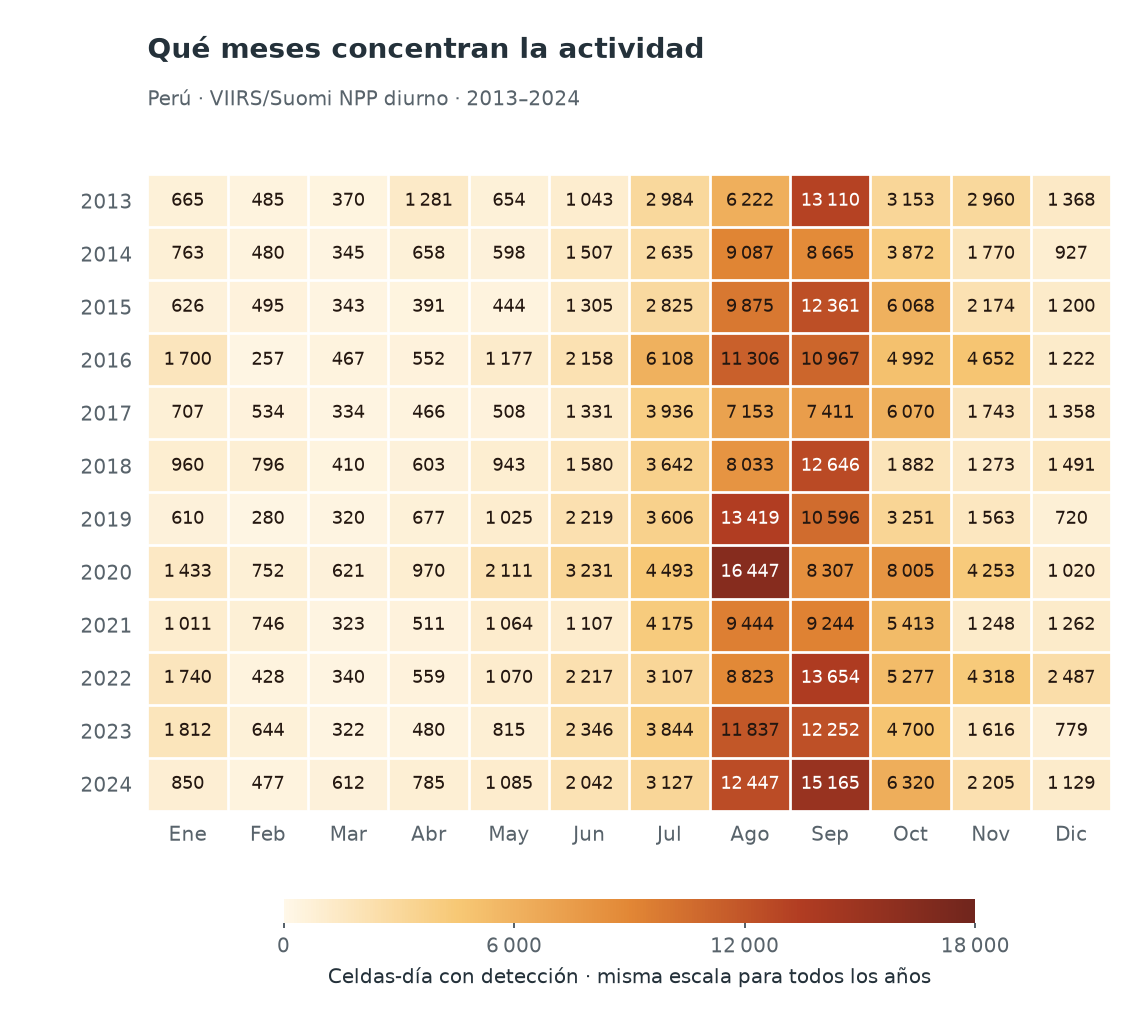 Qué meses concentran la actividad
Perú · VIIRS/Suomi NPP diurno · 2013–2024
2013 665 485 370 1 281 654 1 043 2 984 6 222 13 110 3 153 2 960 1 368
2014 763 480 345 658 598 1 507 2 635 9 087 8 665 3 872 1 770 927
2015 626 495 343 391 444 1 305 2 825 9 875 12 361 6 068 2 174 1 200
2016 1 700 257 467 552 1 177 2 158 6 108 11 306 10 967 4 992 4 652 1 222
2017 707 534 334 466 508 1 331 3 936 7 153 7 411 6 070 1 743 1 358
2018 960 796 410 603 943 1 580 3 642 8 033 12 646 1 882 1 273 1 491
2019 610 280 320 677 1 025 2 219 3 606 13 419 10 596 3 251 1 563 720
2020 1 433 752 621 970 2 111 3 231 4 493 16 447 8 307 8 005 4 253 1 020
2021 1 011 746 323 511 1 064 1 107 4 175 9 444 9 244 5 413 1 248 1 262
2022 1 740 428 340 559 1 070 2 217 3 107 8 823 13 654 5 277 4 318 2 487
2023 1 812 644 322 480 815 2 346 3 844 11 837 12 252 4 700 1 616 779
2024 850 477 612 785 1 085 2 042 3 127 12 447 15 165 6 320 2 205 1 129
Ene Feb Mar Abr May Jun Jul Ago Sep Oct Nov Dic
0 6 000 12 000 18 000
Celdas-día con detección · misma escala para todos los años